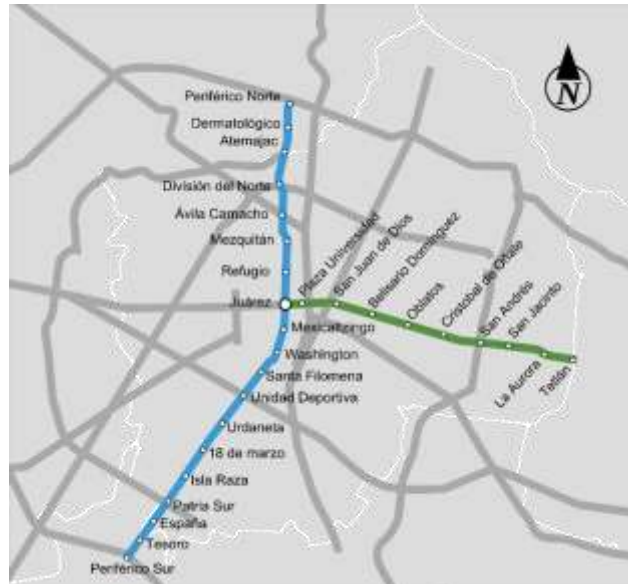 Periférico Norte
Dermatológico
Atemajac
División del Norte
Ávila Camacho
Mezquitán
Refugio
Juárez
Plaza Universidad
San Juan de Dios
Belisario Domínguez
Oblatos
Cristobal de Oñate
San Andrés
San Jacinto
La Aurora
Tetlán
Mexicaltzingo
Washington
Santa Filomena
Unidad Deportiva
Urdaneta
18 de marzo
Isla Raza
Patria Sur
España
Tesoro
Periférico Sur
N